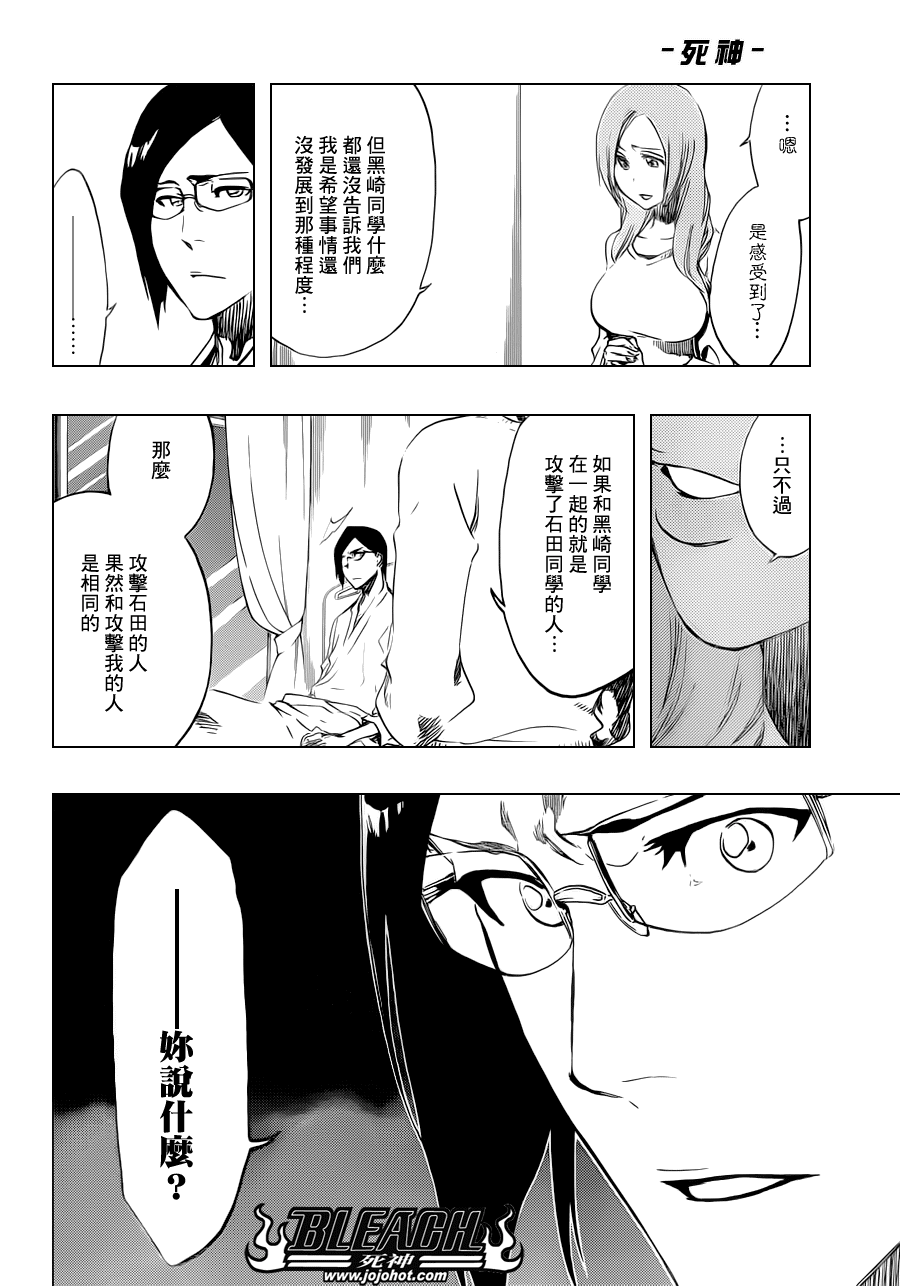 -死神-
…嗯
是感受到了…
但黑崎同學什麼
都還沒告訴我們
我是希望事情還
沒發展到那種程度…
………
…只不過
如果和黑崎同學
在一起的就是
攻擊了石田同學的人…
那麼
攻擊石田的人
果然和攻擊我的人
是相同的
——妳說什麼？
BLEACH
死神
www.jojohot.com